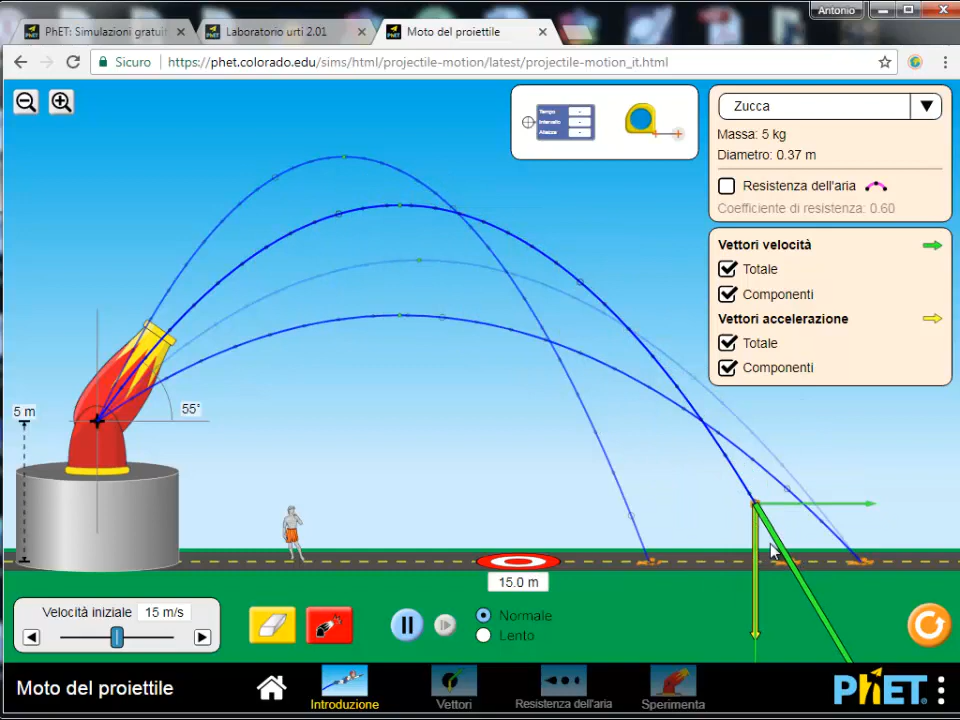 Antonio
PhET: Simulazioni gratuit
Laboratorio urti 2.01
Moto del proiettile
Sicuro
https://phet.colorado.edu/sims/html/projectile-motion/latest/projectile-motion_it.html
Tempo -
Intervallo -
Altezza -
Zucca
Massa: 5 kg
Diametro: 0.37 m
Resistenza dell'aria
Coefficiente di resistenza: 0.60
Vettori velocità
Totale
Componenti
Vettori accelerazione
Totale
Componenti
5 m
55°
15.0 m
Velocità iniziale 15 m/s
Normale
Lento
Moto del proiettile
Introduzione
Vettori
Resistenza dell'aria
Sperimenta
PhET